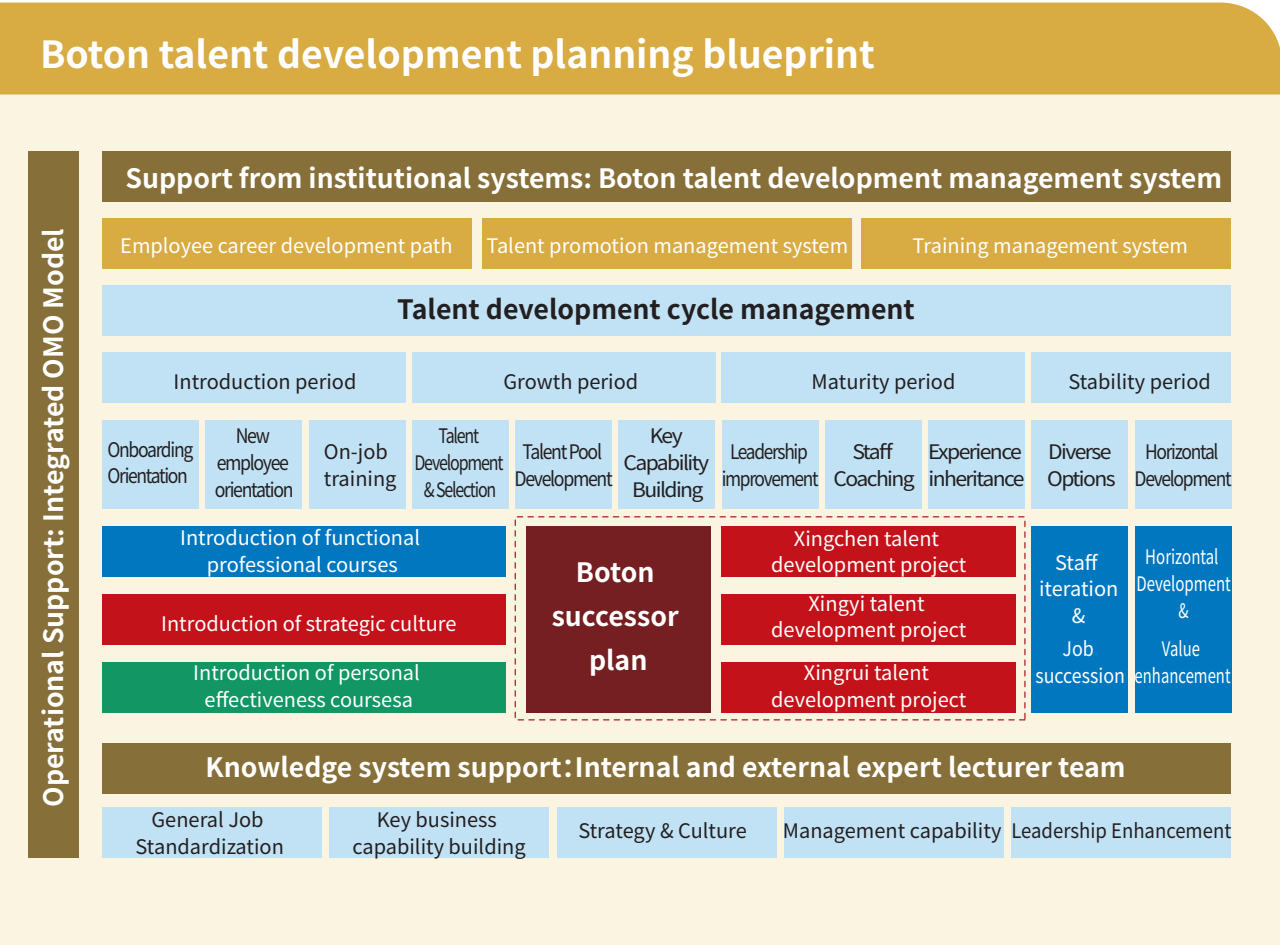 Boton talent development planning blueprint
Operational Support: Integrated OMO Model
Support from institutional systems: Boton talent development management system
Employee career development path
Talent promotion management system
Training management system
Talent development cycle management
Introduction period
Growth period
Maturity period
Stability period
Onboarding
Orientation
New
employee
orientation
On-job
training
Talent
Development
& Selection
Talent Pool
Development
Key
Capability
Building
Leadership
improvement
Staff
Coaching
Experience
inheritance
Diverse
Options
Horizontal
Development
Introduction of functional
professional courses
Introduction of strategic culture
Introduction of personal
effectiveness coursesa
Boton
successor
plan
Xingchen talent
development project
Xingyi talent
development project
Xingrui talent
development project
Staff
iteration
&
Job
succession
Horizontal
Development
&
Value
enhancement
Knowledge system support：Internal and external expert lecturer team
General Job
Standardization
Key business
capability building
Strategy & Culture
Management capability
Leadership Enhancement